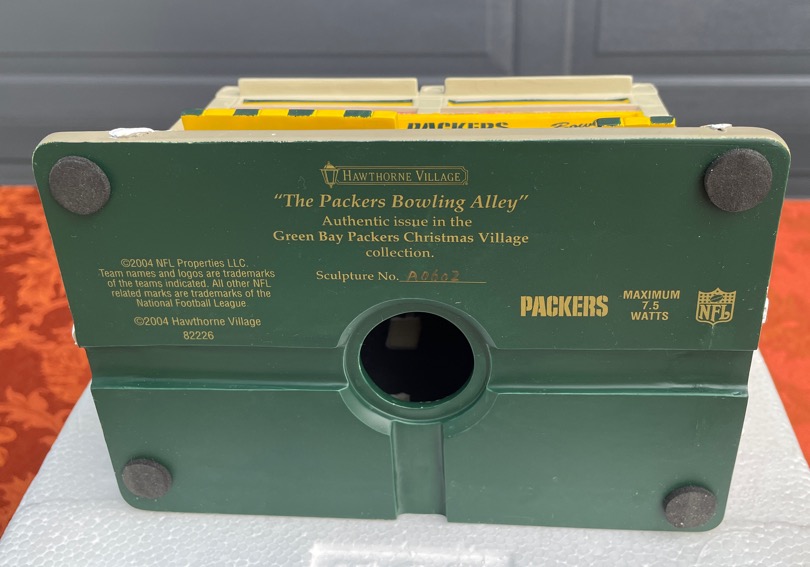 PACKERS
HAWTHORNE VILLAGE
“The Packers Bowling Alley”
Authentic issue in the
Green Bay Packers Christmas Village
collection.
Sculpture No. A0602
©2004 NFL Properties LLC.
Team names and logos are trademarks
of the teams indicated. All other NFL
related marks are trademarks of the
National Football League
©2004 Hawthorne Village
82226
PACKERS
MAXIMUM
7.5
WATTS
NFL